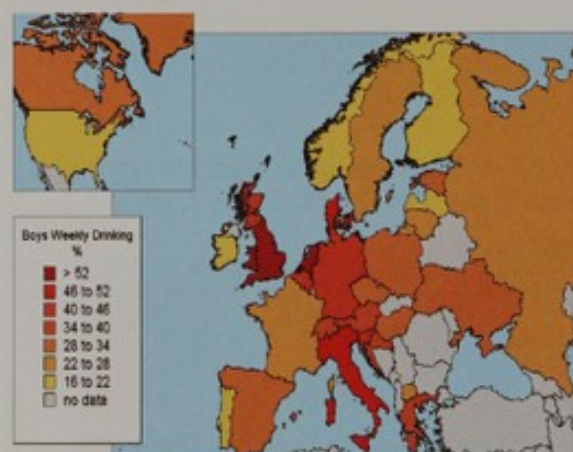 Boys Weekly Drinking
%
> 52
46 to 52
40 to 46
34 to 40
28 to 34
22 to 28
16 to 22
no data